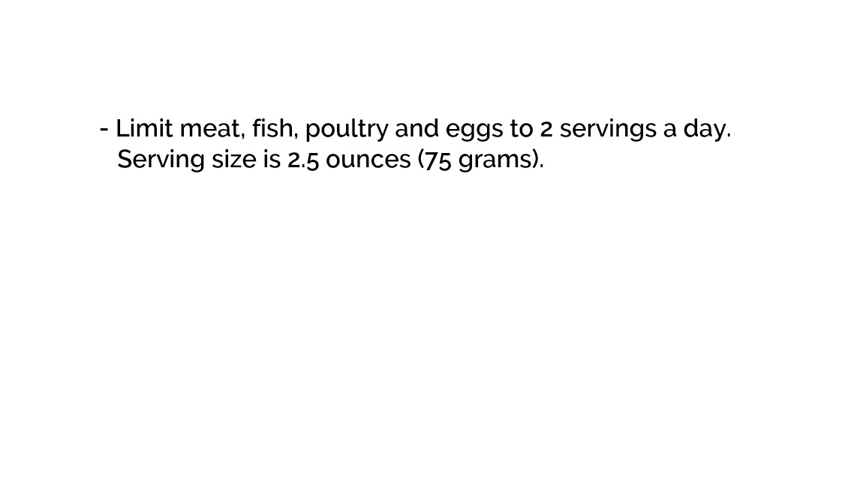 - Limit meat, fish, poultry and eggs to 2 servings a day.
Serving size is 2.5 ounces (75 grams).